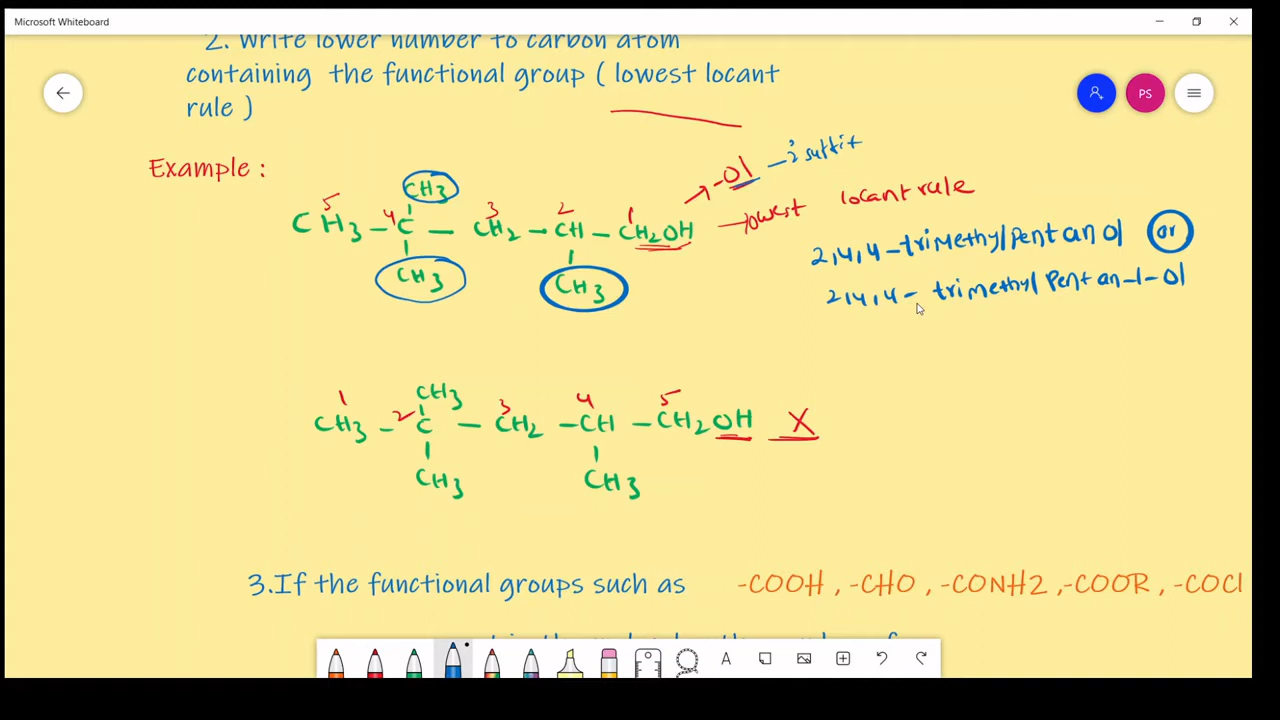 Microsoft Whiteboard
2. Write lower number to carbon atom
containing the functional group ( lowest locant
rule )
PS
Example :
-Ol - 2° suffix
CH3
5 4 3 2 1
CH3 - C - CH2 - CH - CH2OH → lowest locant rule
CH3 CH3
2,4,4 - trimethylpentanol or
2,4,4 - trimethylpentan-1-ol
CH3
1 2 3 4 5
CH3 - C - CH2 - CH - CH2OH X
CH3 CH3
3.If the functional groups such as -COOH , -CHO , -CONH2 ,-COOR , -COCl
A